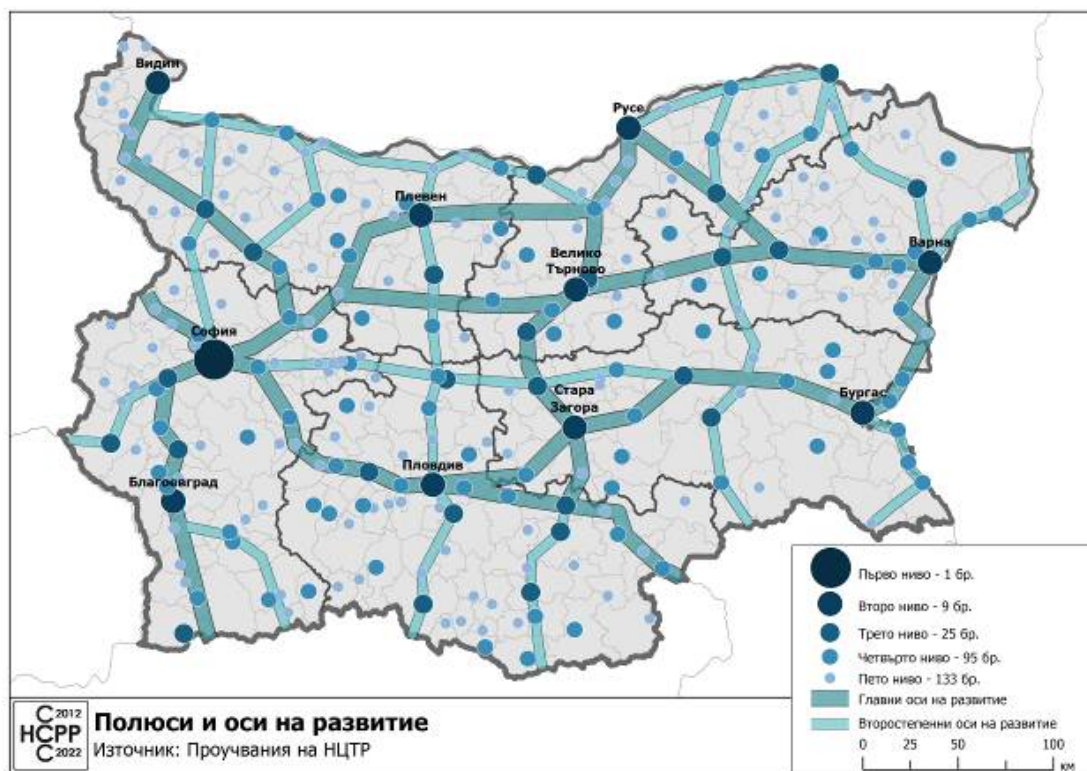 Видин
Русе
Плевен
Варна
Велико
Търново
София
Стара
Загора
Бургас
Пловдив
Благоевград
Първо ниво - 1 бр.
Второ ниво - 9 бр.
Трето ниво - 25 бр.
Четвърто ниво - 95 бр.
Пето ниво - 133 бр.
Главни оси на развитие
Второстепенни оси на развитие
0 25 50 100
км
С 2012
НСРР
С 2022
Полюси и оси на развитие
Източник: Проучвания на НЦТР